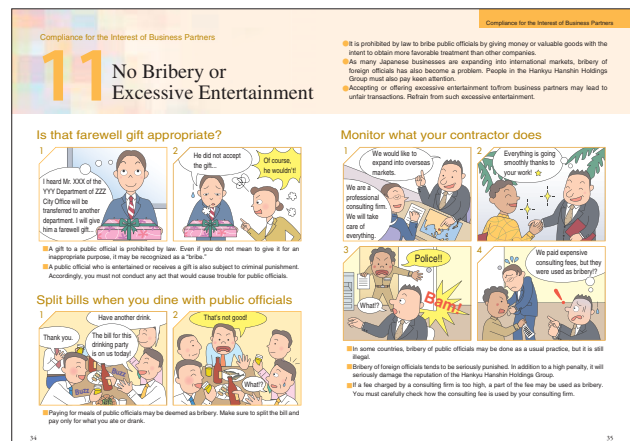 Compliance for the Interest of Business Partners
Compliance for the Interest of Business Partners
11
No Bribery or
Excessive Entertainment
It is prohibited by law to bribe public officials by giving money or valuable goods with the
intent to obtain more favorable treatment than other companies.
As many Japanese businesses are expanding into international markets, bribery of
foreign officials has also become a problem. People in the Hankyu Hanshin Holdings
Group must also pay keen attention.
Accepting or offering excessive entertainment to/from business partners may lead to
unfair transactions. Refrain from such excessive entertainment.
Is that farewell gift appropriate?
1
I heard Mr. XXX of the
YYY Department of ZZZ
City Office will be
transferred to another
department. I will give
him a farewell gift...
2
He did not accept
the gift...
Of course,
he wouldn't!
A gift to a public official is prohibited by law. Even if you do not mean to give it for an
inappropriate purpose, it may be recognized as a "bribe."
A public official who is entertained or receives a gift is also subject to criminal punishment.
Accordingly, you must not conduct any act that would cause trouble for public officials.
Split bills when you dine with public officials
1
Have another drink.
Thank you.
The bill for this
drinking party
is on us today!
Buzz
Buzz
2
That's not good!
What!?
Paying for meals of public officials may be deemed as bribery. Make sure to split the bill and
pay only for what you ate or drank.
34
Monitor what your contractor does
1
We would like to
expand into overseas
markets.
We are a
professional
consulting firm.
We will take
care of
everything.
2
Everything is going
smoothly thanks to
your work!
3
Police!!
What!?
Bam!
4
We paid expensive
consulting fees, but they
were used as bribery!?
!
In some countries, bribery of public officials may be done as a usual practice, but it is still
illegal.
Bribery of foreign officials tends to be seriously punished. In addition to a high penalty, it will
seriously damage the reputation of the Hankyu Hanshin Holdings Group.
If a fee charged by a consulting firm is too high, a part of the fee may be used as bribery.
You must carefully check how the consulting fee is used by your consulting firm.
35